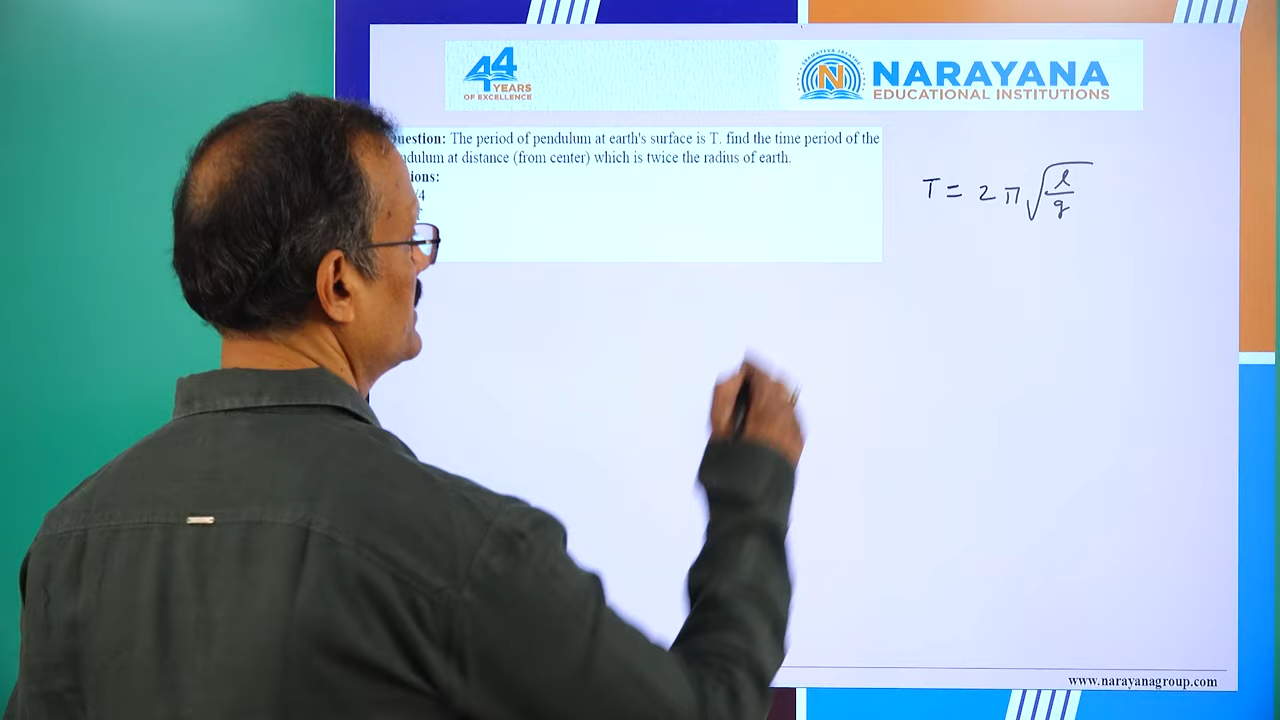 44
YEARS
OF EXCELLENCE
N
NARAYANA
EDUCATIONAL INSTITUTIONS
uestion: The period of pendulum at earth's surface is T. find the time period of the
ndulum at distance (from center) which is twice the radius of earth.
ions:
/4
T = 2π√(l/g)
www.narayanagroup.com